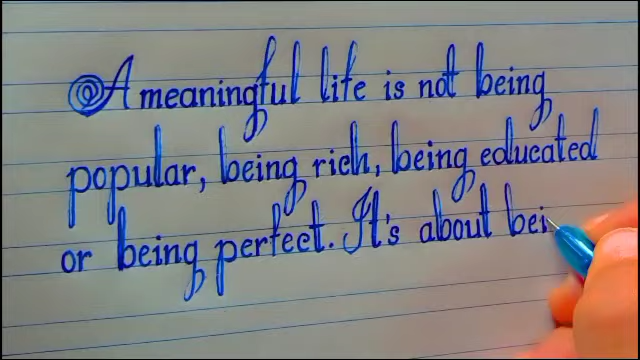 A meaningful life is not being
popular, being rich, being educated
or being perfect. It's about bei